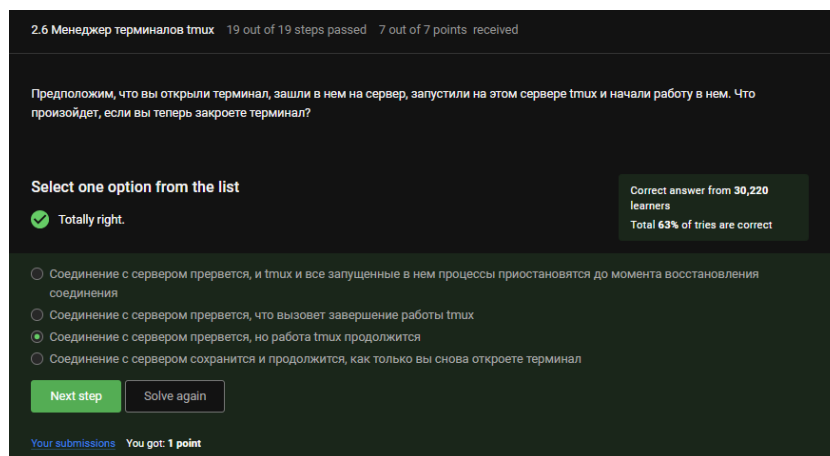 2.6 Менеджер терминалов tmux 19 out of 19 steps passed 7 out of 7 points received
Предположим, что вы открыли терминал, зашли в нем на сервер, запустили на этом сервере tmux и начали работу в нем. Что
произойдет, если вы теперь закроете терминал?
Select one option from the list
Totally right.
Correct answer from 30,220
learners
Total 63% of tries are correct
Соединение с сервером прервется, и tmux и все запущенные в нем процессы приостановятся до момента восстановления
соединения
Соединение с сервером прервется, что вызовет завершение работы tmux
Соединение с сервером прервется, но работа tmux продолжится
Соединение с сервером сохранится и продолжится, как только вы снова откроете терминал
Next step Solve again
Your submissions You got: 1 point